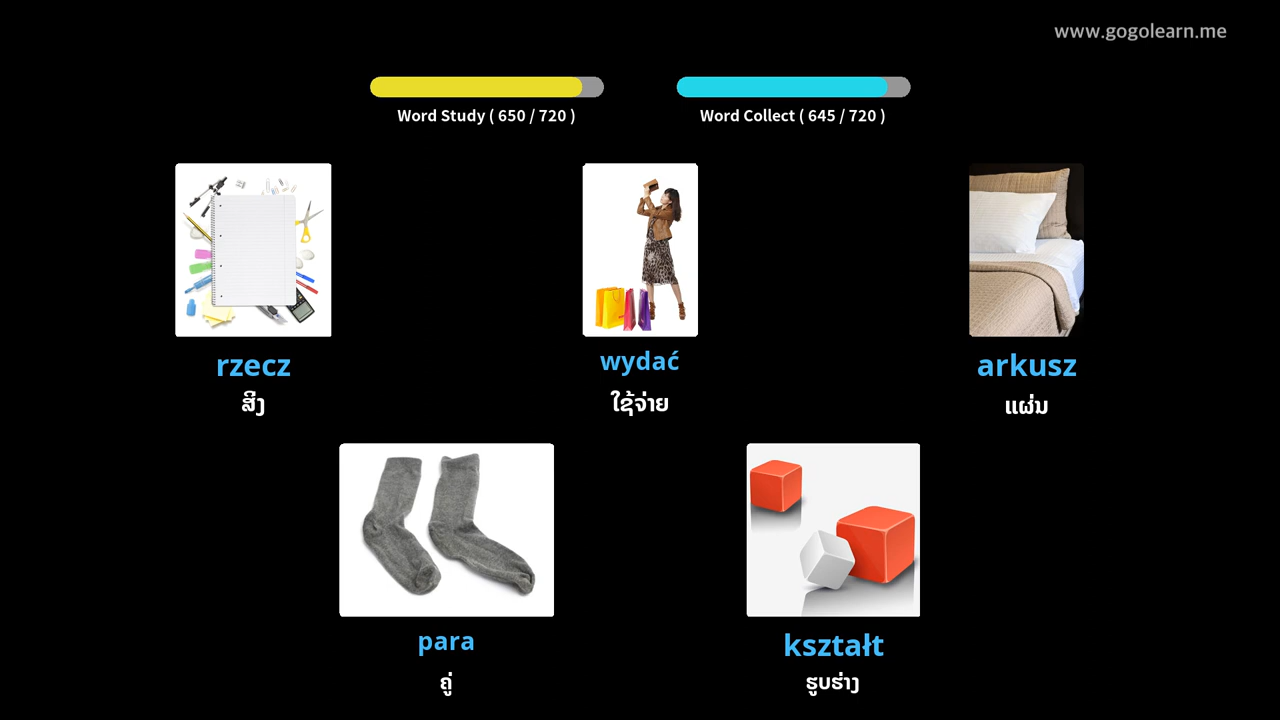 www.gogolearn.me
Word Study ( 650 / 720 )
Word Collect ( 645 / 720 )
rzecz
ສິ່ງ
wydać
ໃຊ້ຈ່າຍ
arkusz
ແຜ່ນ
para
ຄູ່
kształt
ຮູບຮ່າງ